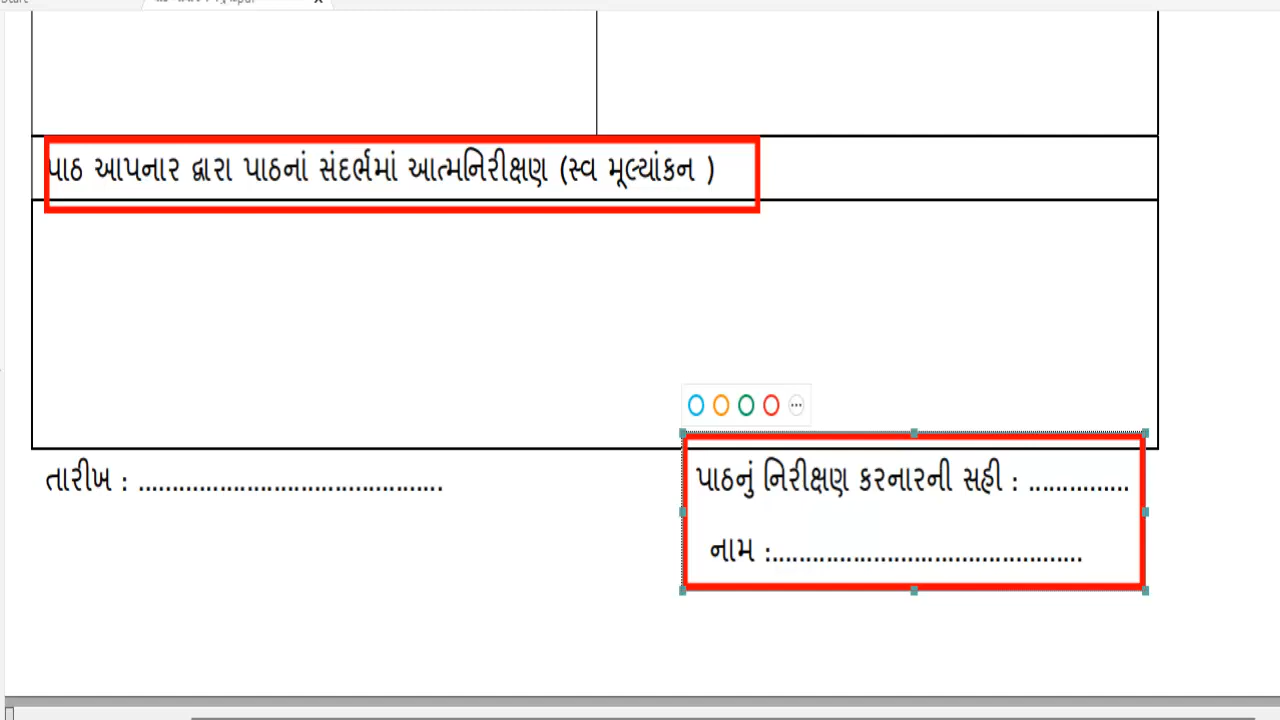 પાઠ આપનાર દ્વારા પાઠનાં સંદર્ભમાં આત્મનિરીક્ષણ (સ્વ મૂલ્યાંકન )
તારીખ : .............................................
પાઠનું નિરીક્ષણ કરનારની સહી : ...............
નામ :..............................................